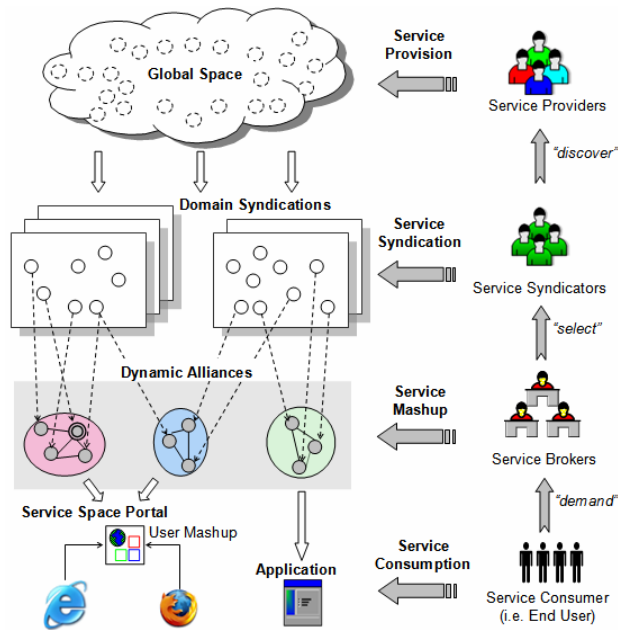 Global Space
Service
Provision
Service Providers
"discover"
Domain Syndications
Service
Syndication
Service Syndicators
"select"
Dynamic Alliances
Service
Mashup
Service Brokers
"demand"
Service Space Portal
User Mashup
Application
Service
Consumption
Service Consumer
(i.e. End User)